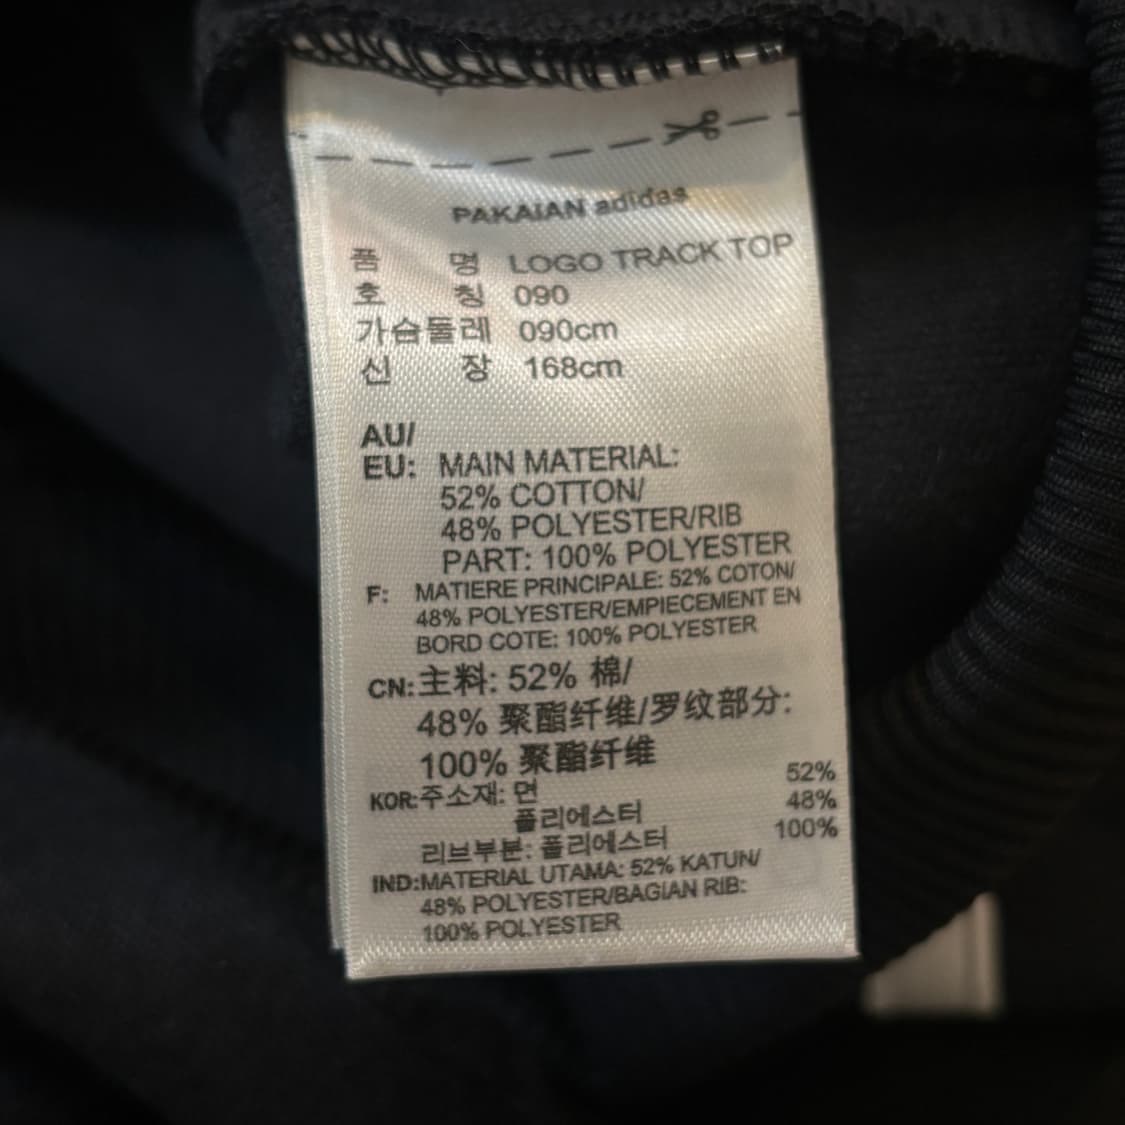 PAKAIAN adidas
품 명 LOGO TRACK TOP
호 칭 090
가슴둘레 090cm
신 장 168cm
AU/
EU: MAIN MATERIAL:
52% COTTON/
48% POLYESTER/RIB
PART: 100% POLYESTER
F: MATIERE PRINCIPALE: 52% COTON/
48% POLYESTER/EMPIECEMENT EN
BORD COTE: 100% POLYESTER
CN:主料: 52% 棉/
48% 聚酯纤维/罗纹部分:
100% 聚酯纤维
KOR:주소재: 면 52%
폴리에스터 48%
리브부분: 폴리에스터 100%
IND:MATERIAL UTAMA: 52% KATUN/
48% POLYESTER/BAGIAN RIB:
100% POLYESTER